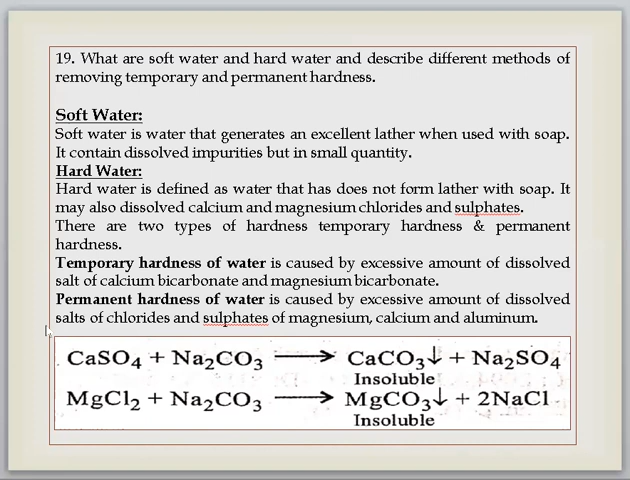 19. What are soft water and hard water and describe different methods of
removing temporary and permanent hardness.
Soft Water:
Soft water is water that generates an excellent lather when used with soap.
It contain dissolved impurities but in small quantity.
Hard Water:
Hard water is defined as water that has does not form lather with soap. It
may also dissolved calcium and magnesium chlorides and sulphates.
There are two types of hardness temporary hardness & permanent
hardness.
Temporary hardness of water is caused by excessive amount of dissolved
salt of calcium bicarbonate and magnesium bicarbonate.
Permanent hardness of water is caused by excessive amount of dissolved
salts of chlorides and sulphates of magnesium, calcium and aluminum.
CaSO₄ + Na₂CO₃ ⟶ CaCO₃↓ + Na₂SO₄
Insoluble
MgCl₂ + Na₂CO₃ ⟶ MgCO₃↓ + 2NaCl
Insoluble